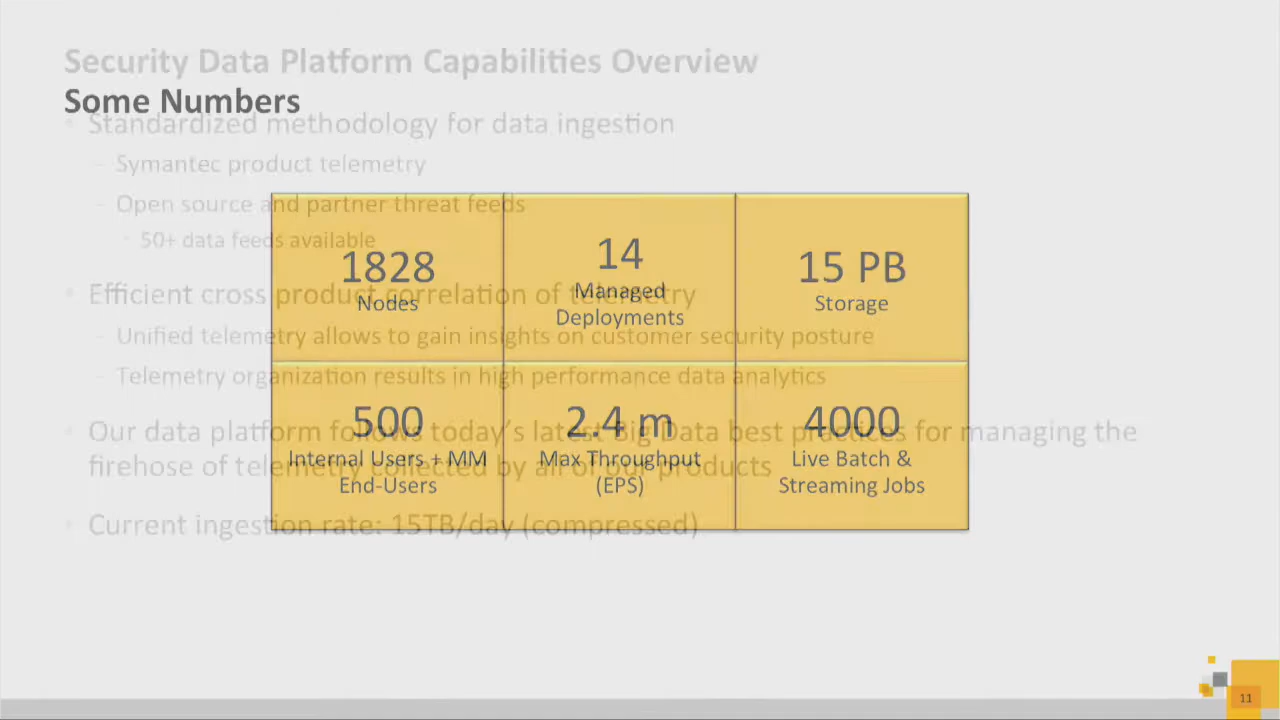 Security Data Platform Capabilities Overview
Some Numbers
• Standardized methodology for data ingestion
– Symantec product telemetry
– Open source and partner threat feeds
– 50+ data feeds available
• Efficient cross product correlation of telemetry
– Unified telemetry allows to gain insights on customer security posture
– Telemetry organization results in high performance data analytics
• Our data platform follows today's latest Big Data best practices for managing the
firehose of telemetry collected by all of our products
• Current ingestion rate: 15TB/day (compressed)
1828
Nodes
14
Managed
Deployments
15 PB
Storage
500
Internal Users + MM
End-Users
2.4 m
Max Throughput
(EPS)
4000
Live Batch &
Streaming Jobs
11